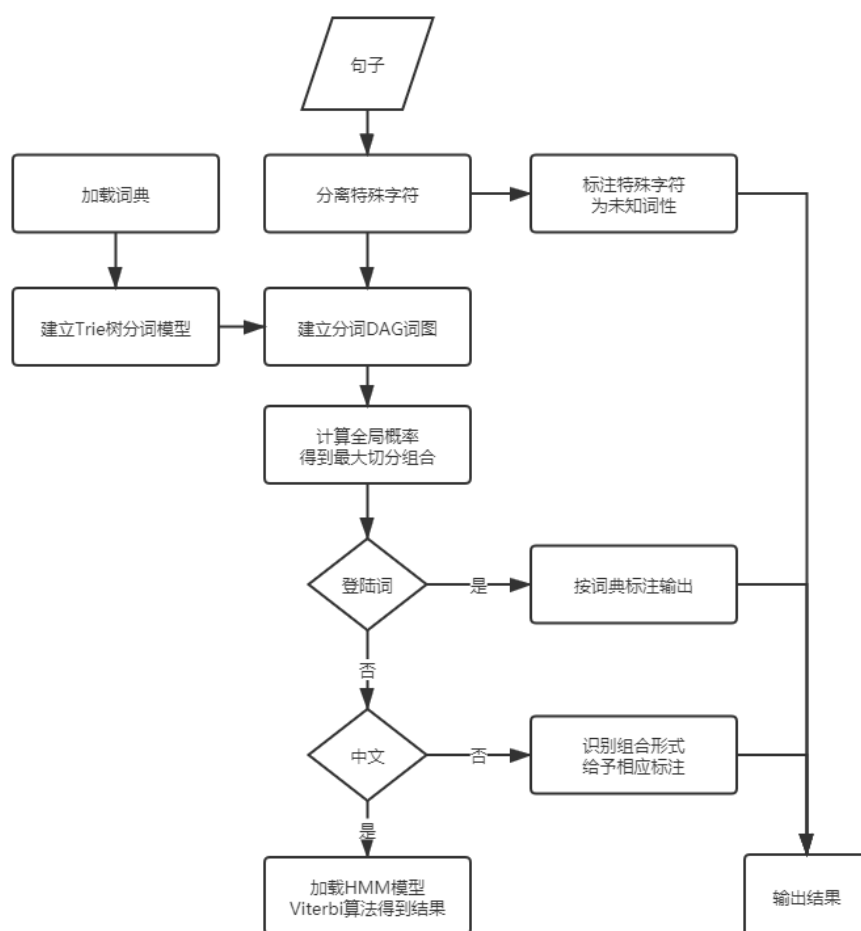 句子
加载词典
分离特殊字符
标注特殊字符
为未知词性
建立Trie树分词模型
建立分词DAG词图
计算全局概率
得到最大切分组合
登陆词
是
按词典标注输出
否
中文
否
识别组合形式
给予相应标注
是
加载HMM模型
Viterbi算法得到结果
输出结果